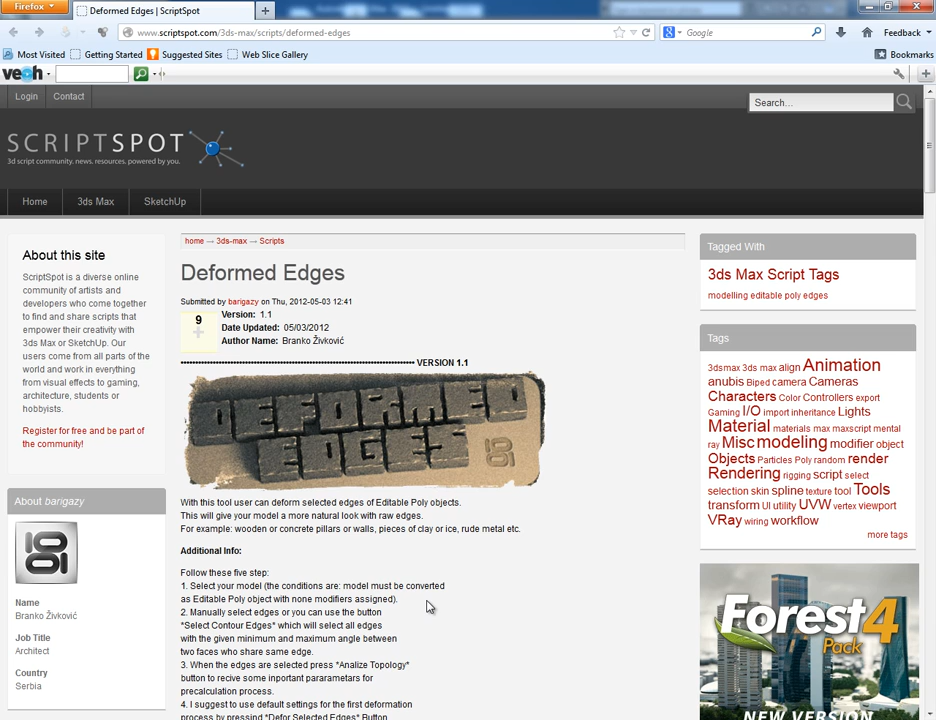 Firefox
Deformed Edges | ScriptSpot
www.scriptspot.com/3ds-max/scripts/deformed-edges
Google
Feedback
Most Visited
Getting Started
Suggested Sites
Web Slice Gallery
Bookmarks
veoh
Login
Contact
Search...
SCRIPTSPOT
3d script community. news. resources. powered by you.
Home
3ds Max
SketchUp
About this site
ScriptSpot is a diverse online
community of artists and
developers who come together
to find and share scripts that
empower their creativity with
3ds Max or SketchUp. Our
users come from all parts of the
world and work in everything
from visual effects to gaming,
architecture, students or
hobbyists.
Register for free and be part of
the community!
About barigazy
Name
Branko Živković
Job Title
Architect
Country
Serbia
home → 3ds-max → Scripts
Deformed Edges
Submitted by barigazy on Thu, 2012-05-03 12:41
9
Version: 1.1
Date Updated: 05/03/2012
Author Name: Branko Živković
VERSION 1.1
DEFORMED
EDGES
With this tool user can deform selected edges of Editable Poly objects.
This will give your model a more natural look with raw edges.
For example: wooden or concrete pillars or walls, pieces of clay or ice, rude metal etc.
Additional Info:
Follow these five step:
1. Select your model (the conditions are: model must be converted
as Editable Poly object with none modifiers assigned).
2. Manually select edges or you can use the button
*Select Contour Edges* which will select all edges
with the given minimum and maximum angle between
two faces who share same edge.
3. When the edges are selected press *Analize Topology*
button to recive some inportant pararametars for
precalculation process.
4. I suggest to use default settings for the first deformation
process by pressind *Defor Selected Edges* Button
Tagged With
3ds Max Script Tags
modelling editable poly edges
Tags
3dsmax 3ds max align Animation
anubis Biped camera Cameras
Characters Color Controllers export
Gaming I/O import inheritance Lights
Material materials max maxscript mental
ray Misc modeling modifier object
Objects Particles Poly random render
Rendering rigging script select
selection skin spline texture tool Tools
transform UI utility UVW vertex viewport
VRay wiring workflow
more tags
Forest4
Pack
NEW VERSION